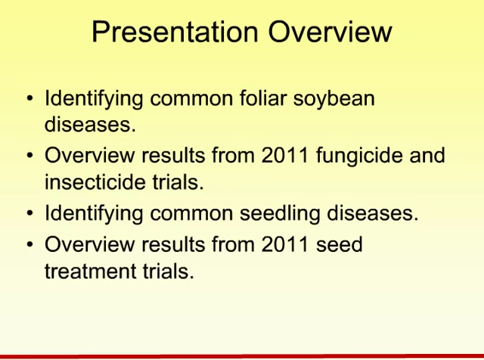 Presentation Overview
• Identifying common foliar soybean
diseases.
• Overview results from 2011 fungicide and
insecticide trials.
• Identifying common seedling diseases.
• Overview results from 2011 seed
treatment trials.